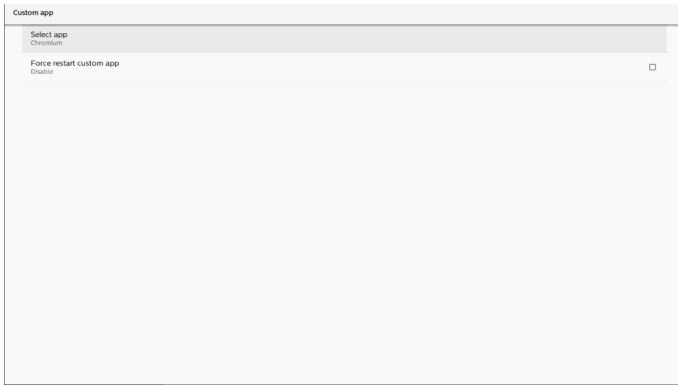 Custom app
Select app
Chromium
Force restart custom app
Disable